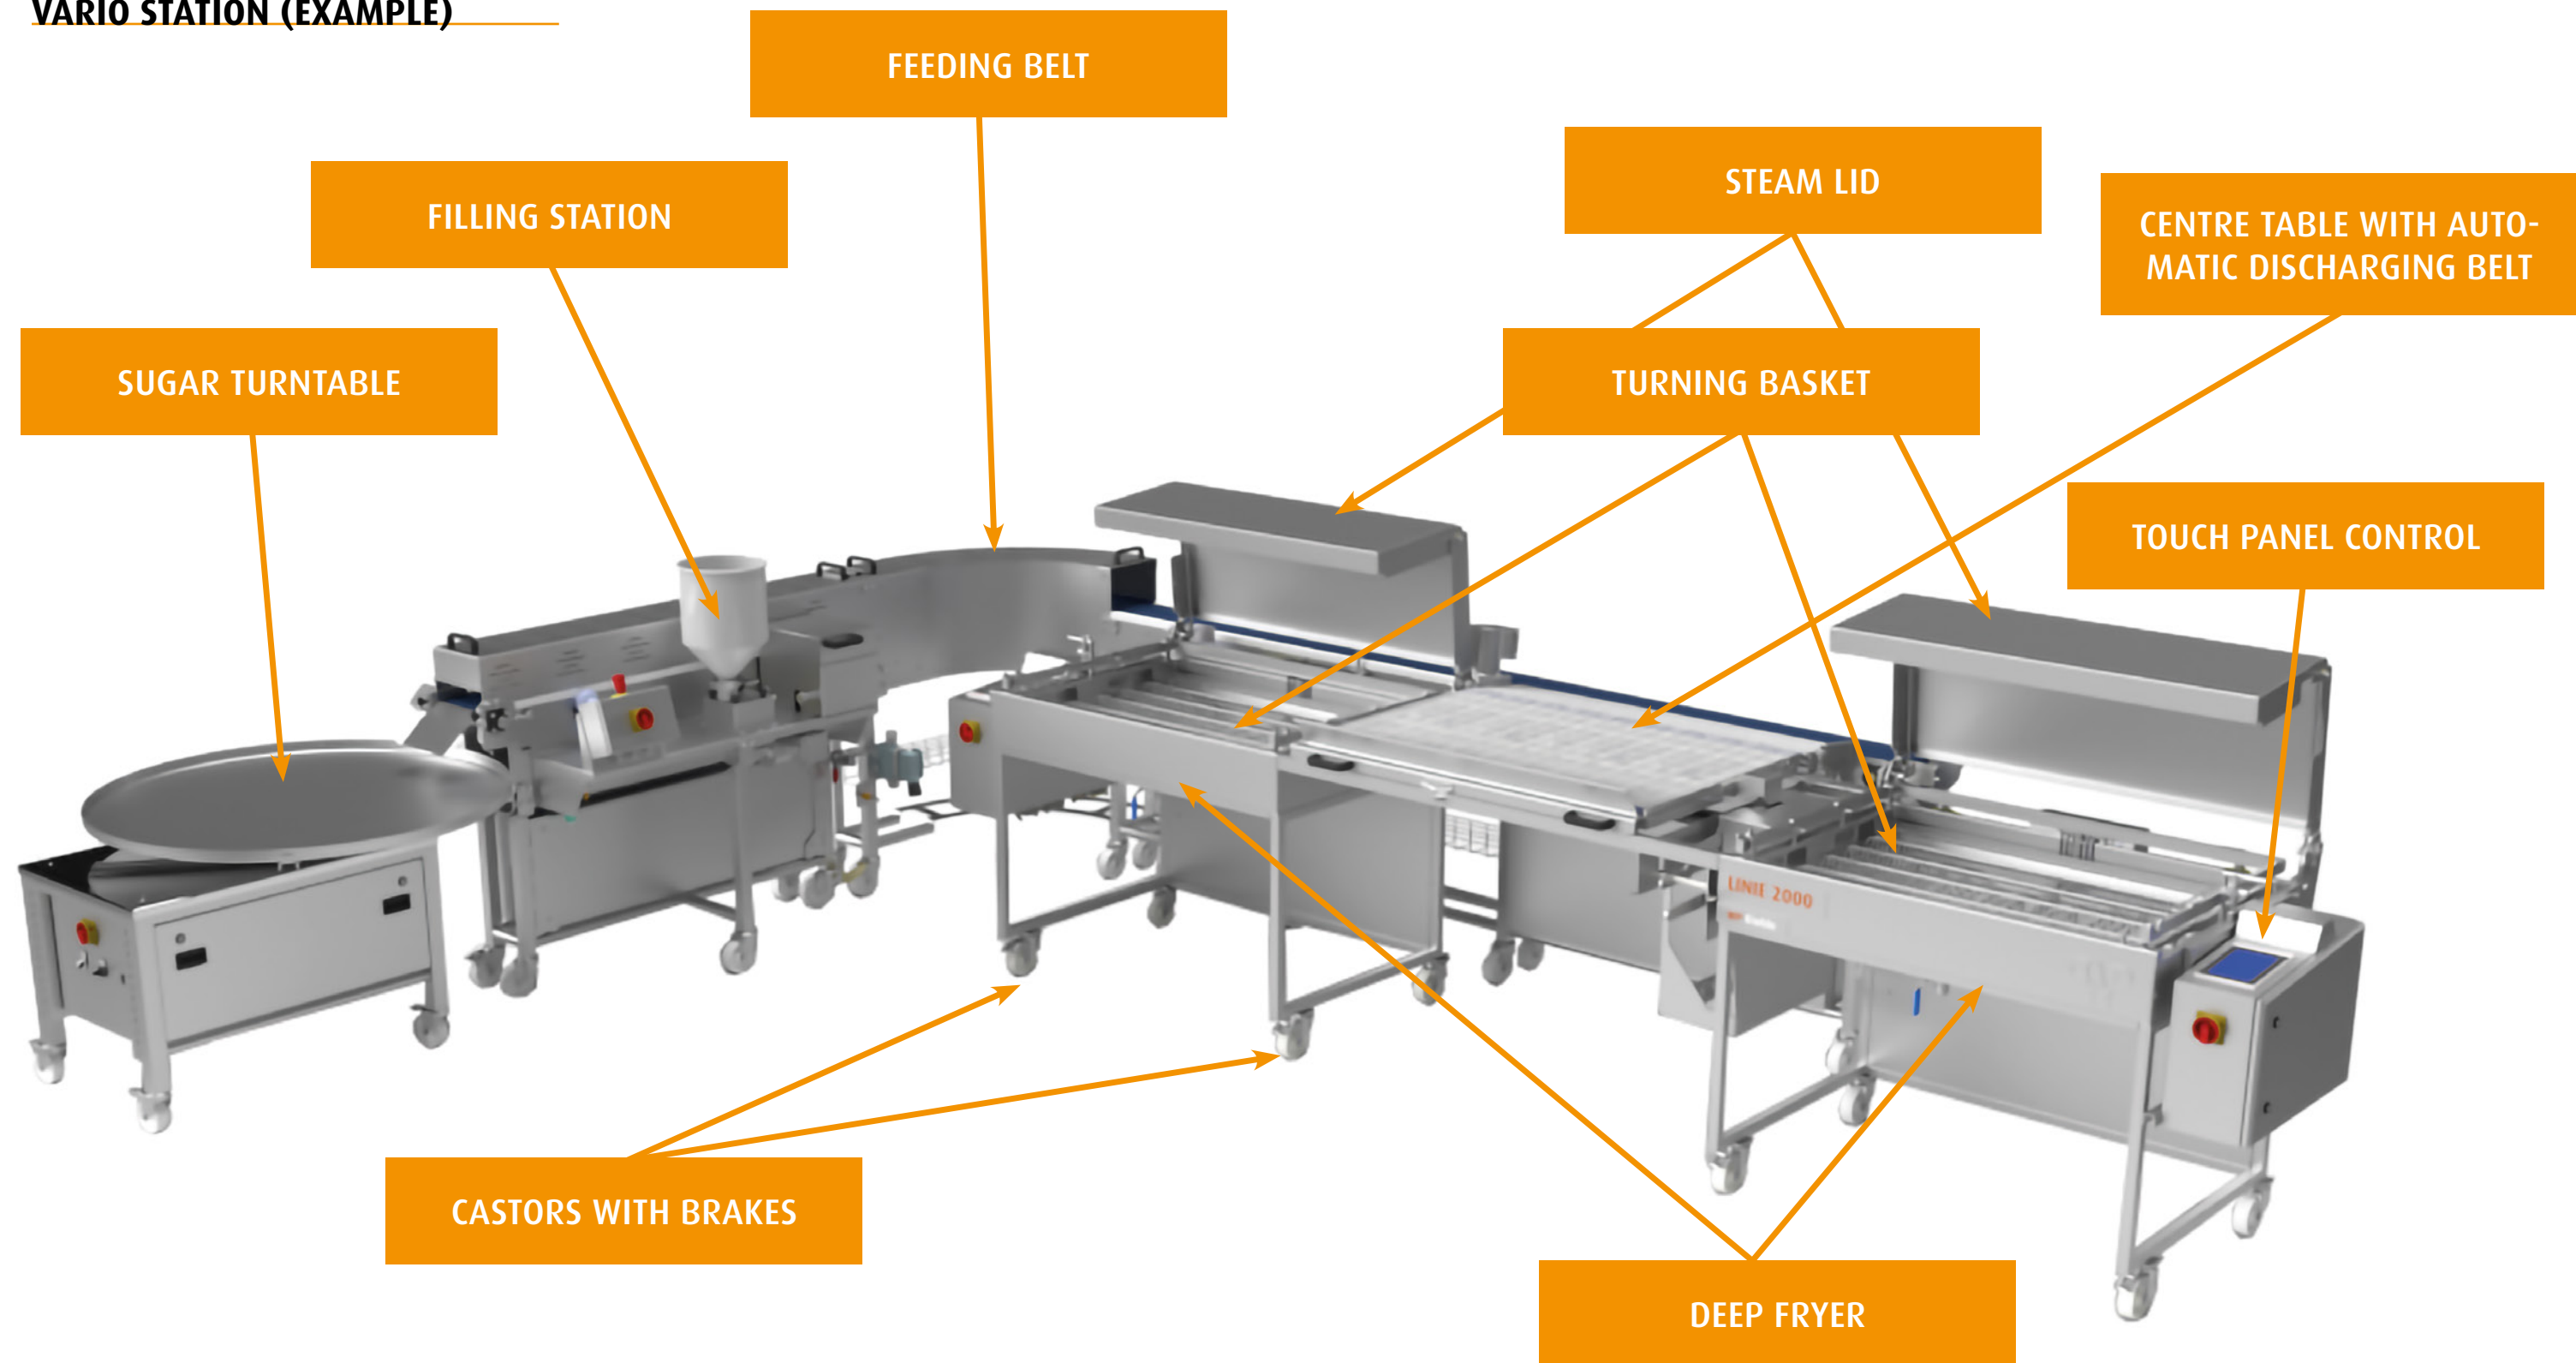 VARIO STATION (EXAMPLE)
FEEDING BELT
STEAM LID
FILLING STATION
CENTRE TABLE WITH AUTO-
MATIC DISCHARGING BELT
SUGAR TURNTABLE
TURNING BASKET
TOUCH PANEL CONTROL
LINIE 2000
CASTORS WITH BRAKES
DEEP FRYER